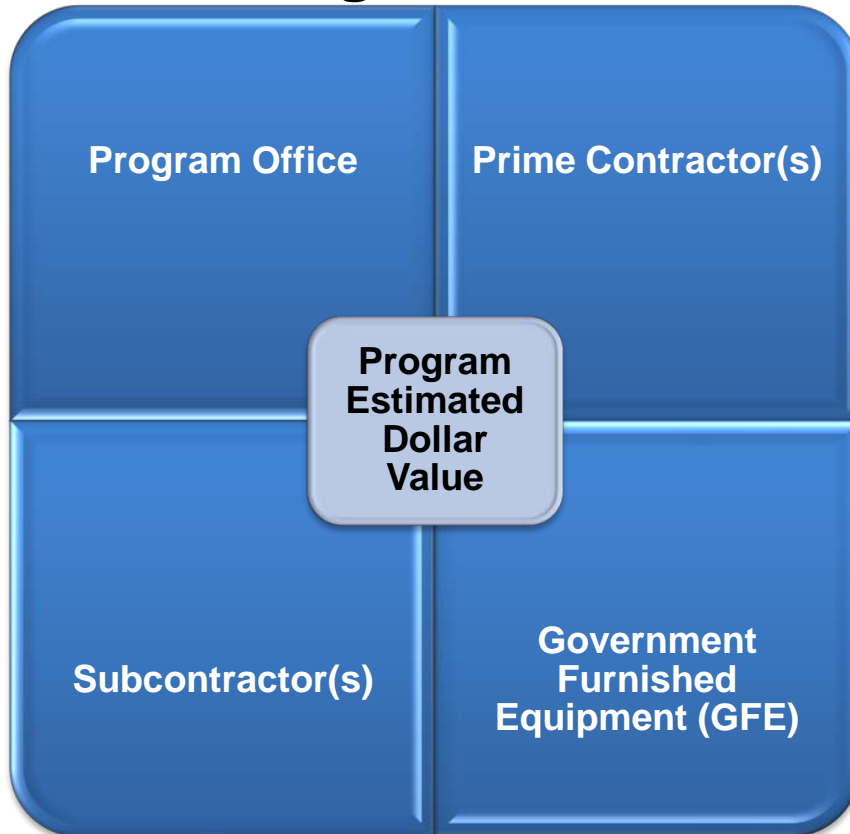 Program Office
Prime Contractor(s)
Program
Estimated
Dollar
Value
Subcontractor(s)
Government
Furnished
Equipment (GFE)